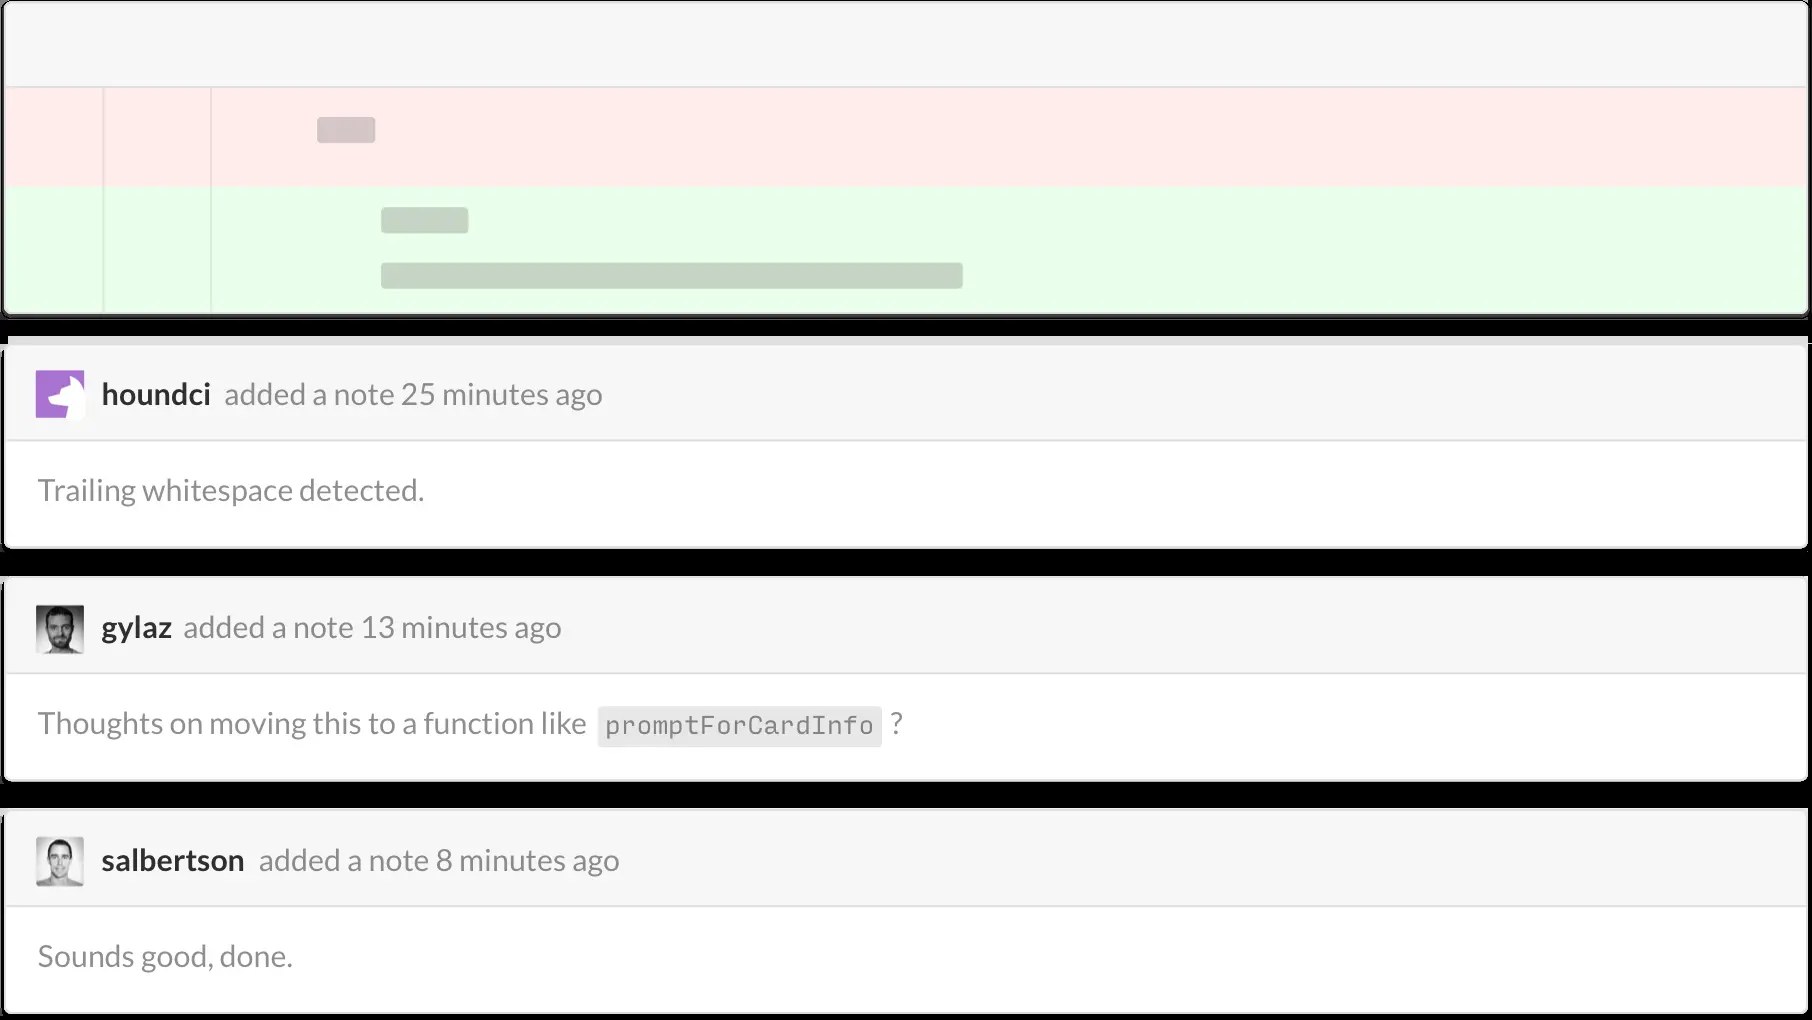 houndci added a note 25 minutes ago
Trailing whitespace detected.
gylaz added a note 13 minutes ago
Thoughts on moving this to a function like promptForCardInfo ?
salbertson added a note 8 minutes ago
Sounds good, done.